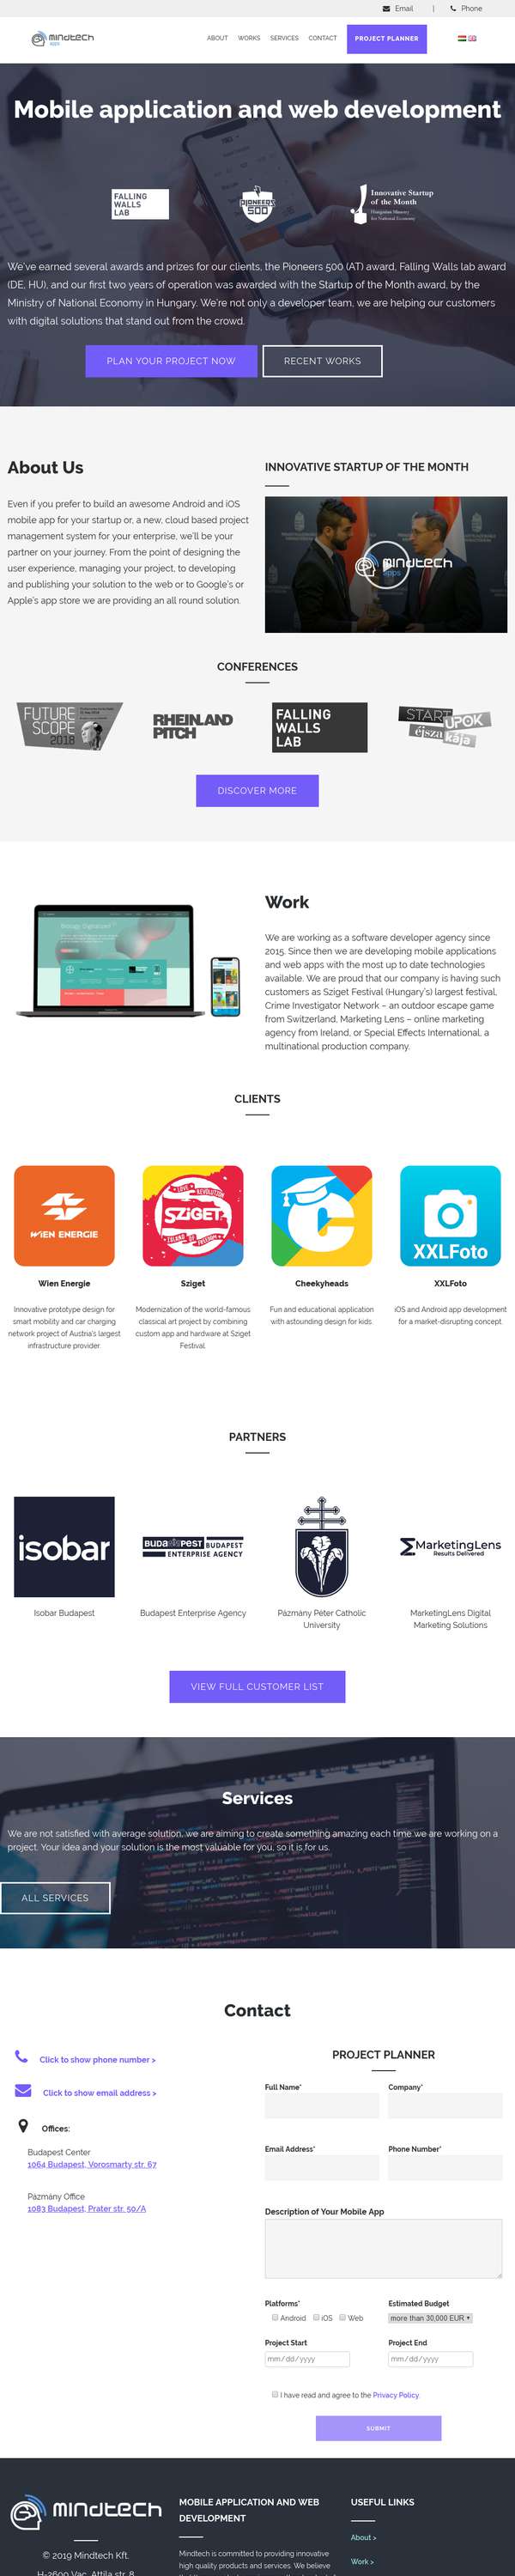 Email | Phone
mindtech
apps
ABOUT WORKS SERVICES CONTACT PROJECT PLANNER
Mobile application and web development
FALLING
WALLS
LAB
PIONEERS
500
Innovative Startup
of the Month
Hungarian Ministry
for National Economy
We've earned several awards and prizes for our clients, the Pioneers 500 (AT) award, Falling Walls lab award
(DE, HU), and our first two years of operation was awarded with the Startup of the Month award, by the
Ministry of National Economy in Hungary. We're not only a developer team, we are helping our customers
with digital solutions that stand out from the crowd.
PLAN YOUR PROJECT NOW
RECENT WORKS
About Us
Even if you prefer to build an awesome Android and iOS
mobile app for your startup or, a new, cloud based project
management system for your enterprise, we'll be your
partner on your journey. From the point of designing the
user experience, managing your project, to developing
and publishing your solution to the web or to Google's or
Apple's app store we are providing an all round solution.
INNOVATIVE STARTUP OF THE MONTH
mindtech
apps
CONFERENCES
FUTURE
SCOPE
2018
RHEINLAND
PITCH
FALLING
WALLS
LAB
START
UPOK
éjsza
kája
DISCOVER MORE
Work
We are working as a software developer agency since
2015. Since then we are developing mobile applications
and web apps with the most up to date technologies
available. We are proud that our company is having such
customers as Sziget Festival (Hungary's) largest festival,
Crime Investigator Network – an outdoor escape game
from Switzerland, Marketing Lens – online marketing
agency from Ireland, or Special Effects International, a
multinational production company.
CLIENTS
WIEN ENERGIE
LOVE REVOLUTION
SZIGET
ISLAND OF FREEDOM
C
XXLFoto
Wien Energie
Innovative prototype design for
smart mobility and car charging
network project of Austria's largest
infrastructure provider.
Sziget
Modernization of the world-famous
classical art project by combining
custom app and hardware at Sziget
Festival.
Cheekyheads
Fun and educational application
with astounding design for kids.
XXLFoto
iOS and Android app development
for a market-disrupting concept.
PARTNERS
isobar
BUDAPEST BUDAPEST
ENTERPRISE AGENCY
MarketingLens
Results Delivered
Isobar Budapest
Budapest Enterprise Agency
Pázmány Péter Catholic
University
MarketingLens Digital
Marketing Solutions
VIEW FULL CUSTOMER LIST
Services
We are not satisfied with average solution, we are aiming to create something amazing each time we are working on a
project. Your idea and your solution is the most valuable for you, so it is for us.
ALL SERVICES
Contact
Click to show phone number >
Click to show email address >
Offices:
Budapest Center
1064 Budapest, Vorosmarty str. 67
Pazmany Office
1083 Budapest, Prater str. 50/A
PROJECT PLANNER
Full Name*
Company*
Email Address*
Phone Number*
Description of Your Mobile App
Platforms*
Android iOS Web
Estimated Budget
more than 30,000 EUR
Project Start
mm/dd/yyyy
Project End
mm/dd/yyyy
I have read and agree to the Privacy Policy
SUBMIT
mindtech
© 2019 Mindtech Kft.
H-2600 Vac, Attila str. 8.
MOBILE APPLICATION AND WEB
DEVELOPMENT
Mindtech is committed to providing innovative
high quality products and services. We believe
USEFUL LINKS
About >
Work >